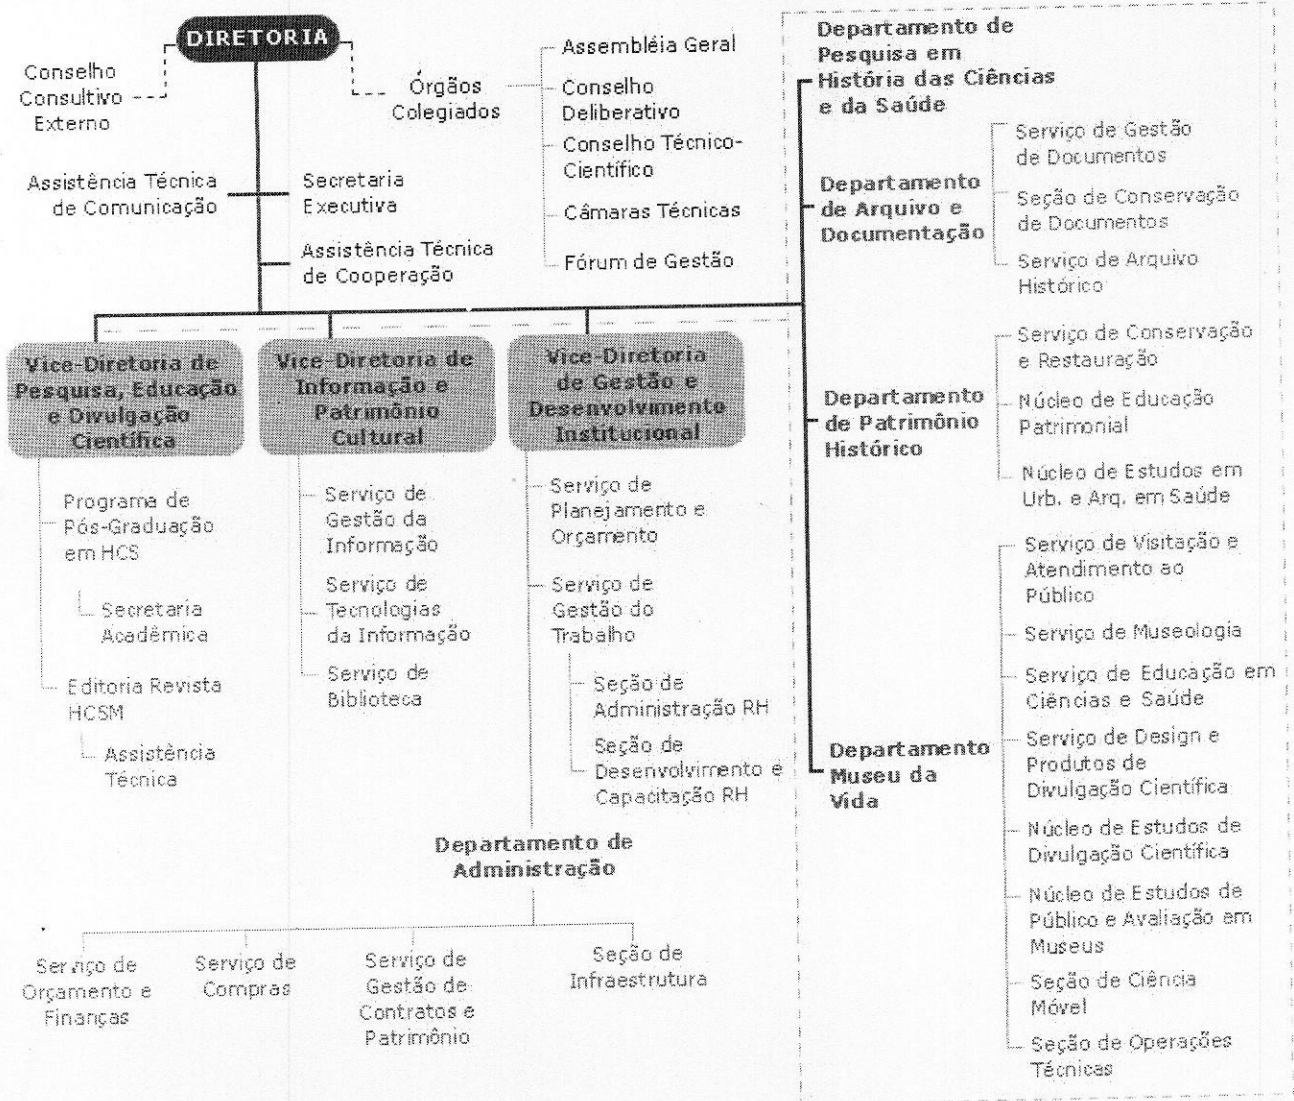 DIRETORIA
Conselho
Consultivo
Externo
Órgãos
Colegiados
Assembléia Geral
Conselho
Deliberativo
Conselho Técnico-
Científico
Câmaras Técnicas
Fórum de Gestão
Assistência Técnica
de Comunicação
Secretaria
Executiva
Assistência Técnica
de Cooperação
Vice-Diretoria de
Pesquisa, Educação
e Divulgação
Científica
Programa de
Pós-Graduação
em HCS
Secretaria
Acadêmica
Editoria Revista
HCSM
Assistência
Técnica
Vice-Diretoria de
Informação e
Patrimônio
Cultural
Serviço de
Gestão da
Informação
Serviço de
Tecnologias
da Informação
Serviço de
Biblioteca
Vice-Diretoria
de Gestão e
Desenvolvimento
Institucional
Serviço de
Planejamento e
Orçamento
Serviço de
Gestão do
Trabalho
Seção de
Administração RH
Seção de
Desenvolvimento e
Capacitação RH
Departamento de
Administração
Serviço de
Orçamento e
Finanças
Serviço de
Compras
Serviço de
Gestão de
Contratos e
Patrimônio
Seção de
Infraestrutura
Departamento de
Pesquisa em
História das Ciências
e da Saúde
Departamento
de Arquivo e
Documentação
Serviço de Gestão
de Documentos
Seção de Conservação
de Documentos
Serviço de Arquivo
Histórico
Departamento
de Patrimônio
Histórico
Serviço de Conservação
e Restauração
Núcleo de Educação
Patrimonial
Núcleo de Estudos em
Urb. e Arq. em Saúde
Departamento
Museu da
Vida
Serviço de Visitação e
Atendimento ao
Público
Serviço de Museologia
Serviço de Educação em
Ciências e Saúde
Serviço de Design e
Produtos de
Divulgação Científica
Núcleo de Estudos de
Divulgação Científica
Núcleo de Estudos de
Público e Avaliação em
Museus
Seção de Ciência
Móvel
Seção de Operações
Técnicas